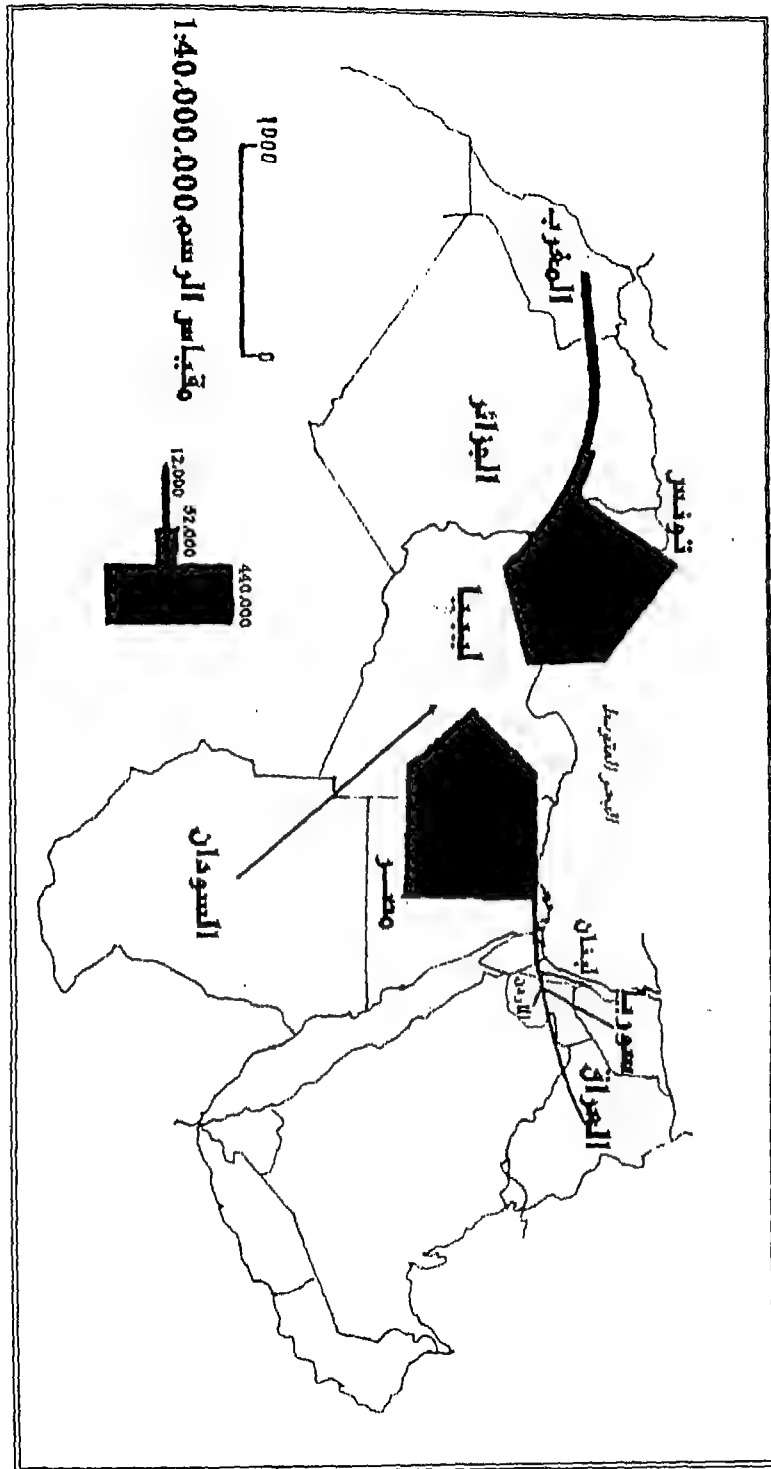 المغرب
الجزائر
تونس
ليبيا
البحر المتوسط
مصر
السودان
لبنان
سوريا
الأردن
العراق
440.000
52.000
12.000
1000
0
مقياس الرسم 1:40.000.000